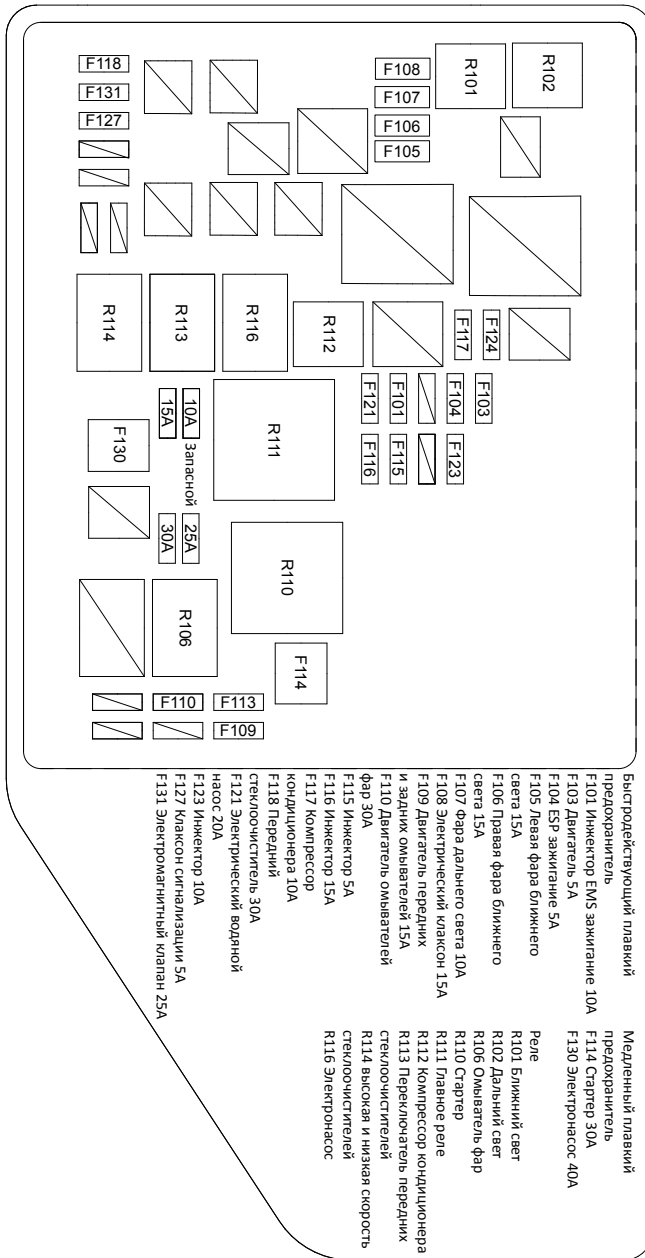 R102
R101
F108
F107
F106
F105
F118
F131
F127
F124
F117
F103
F104
F123
F101
F115
F121
F116
R112
R116
R113
R114
R111
R110
F114
10A Запасной 25A
15A 30A
F130
R106
F113
F109
F110
Быстродействующий плавкий
предохранитель
F101 Инжектор EMS зажигание 10A
F103 Двигатель 5A
F104 ESP зажигание 5A
F105 Левая фара ближнего
света 15A
F106 Правая фара ближнего
света 15A
F107 Фара дальнего света 10A
F108 Электрический клаксон 15A
F109 Двигатель передних
и задних омывателей 15A
F110 Двигатель омывателей
фар 30A
F115 Инжектор 5A
F116 Инжектор 15A
F117 Компрессор
кондиционера 10A
F118 Передний
стеклоочиститель 30A
F121 Электрический водяной
насос 20A
F123 Инжектор 10A
F127 Клаксон сигнализации 5A
F131 Электромагнитный клапан 25A
Медленный плавкий
предохранитель
F114 Стартер 30A
F130 Электронасос 40A
Реле
R101 Ближний свет
R102 Дальний свет
R106 Омыватель фар
R110 Стартер
R111 Главное реле
R112 Компрессор кондиционера
R113 Переключатель передних
стеклоочистителей
R114 высокая и низкая скорость
стеклоочистителей
R116 Электронасос